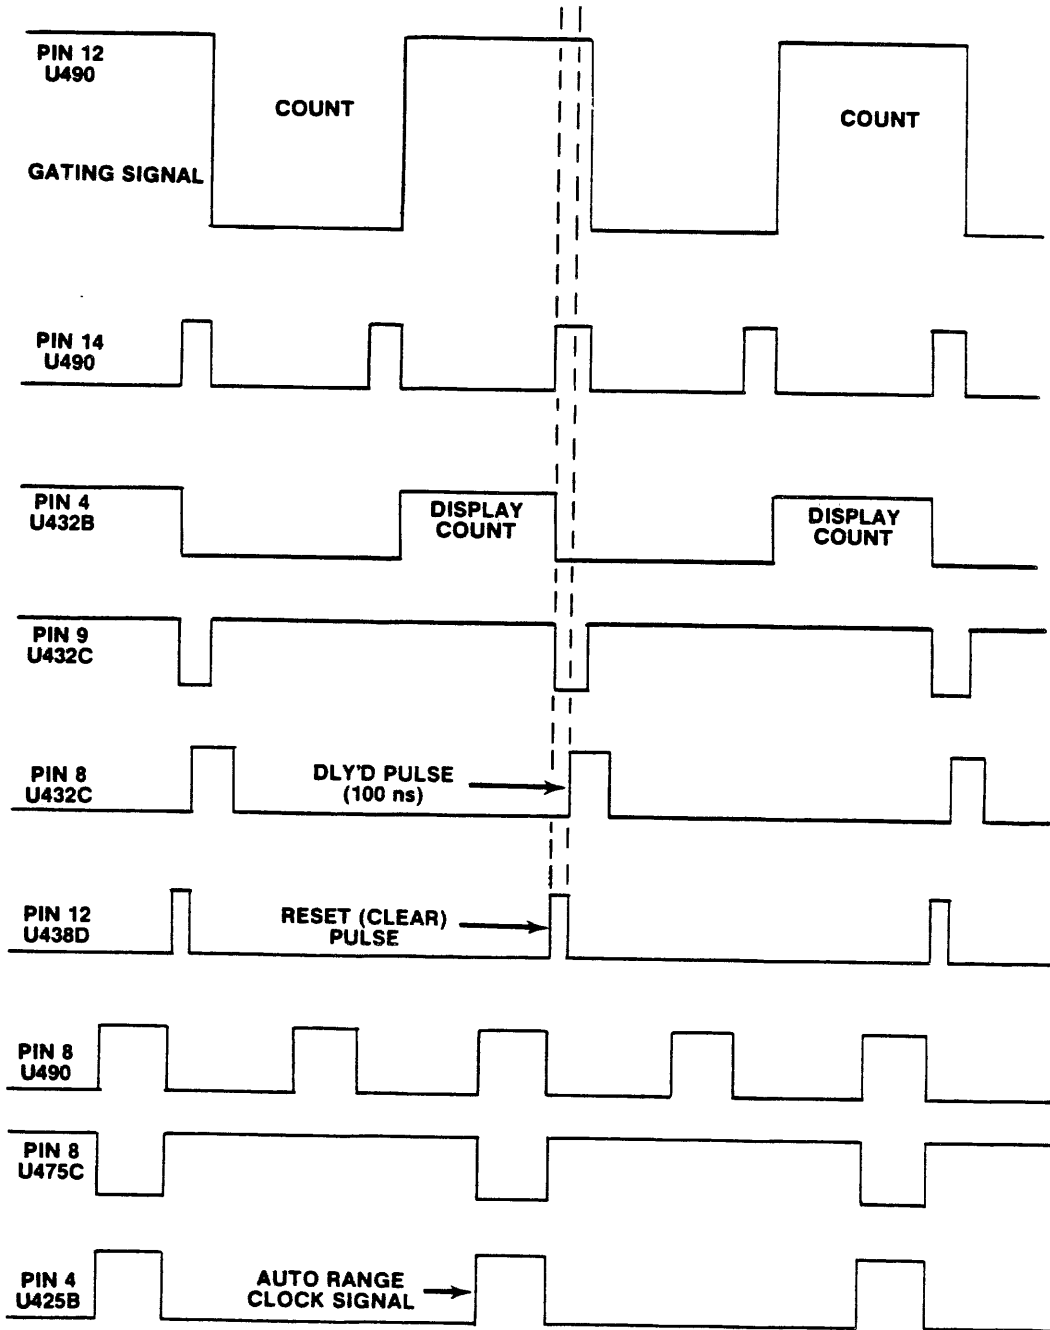 PIN 12
U490
COUNT
COUNT
GATING SIGNAL
PIN 14
U490
PIN 4
U432B
DISPLAY
COUNT
DISPLAY
COUNT
PIN 9
U432C
PIN 8
U432C
DLY'D PULSE
(100 ns)
PIN 12
U438D
RESET (CLEAR)
PULSE
PIN 8
U490
PIN 8
U475C
PIN 4
U425B
AUTO RANGE
CLOCK SIGNAL